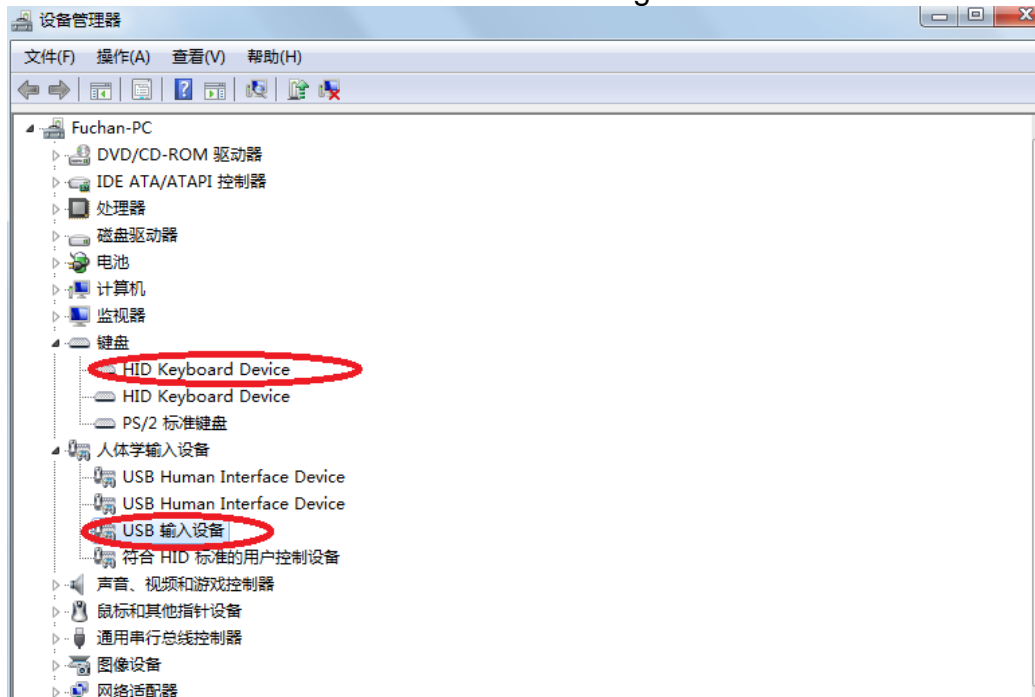 设备管理器
文件(F) 操作(A) 查看(V) 帮助(H)
Fuchan-PC
DVD/CD-ROM 驱动器
IDE ATA/ATAPI 控制器
处理器
磁盘驱动器
电池
计算机
监视器
键盘
HID Keyboard Device
HID Keyboard Device
PS/2 标准键盘
人体学输入设备
USB Human Interface Device
USB Human Interface Device
USB 输入设备
符合 HID 标准的用户控制设备
声音、视频和游戏控制器
鼠标和其他指针设备
通用串行总线控制器
图像设备
网络适配器